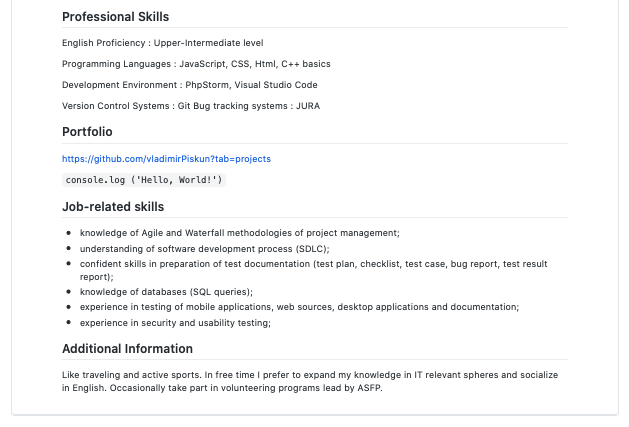 Professional Skills
English Proficiency : Upper-Intermediate level
Programming Languages : JavaScript, CSS, Html, C++ basics
Development Environment : PhpStorm, Visual Studio Code
Version Control Systems : Git Bug tracking systems : JURA
Portfolio
https://github.com/vladimirPiskun?tab=projects
console.log ('Hello, World!')
Job-related skills
• knowledge of Agile and Waterfall methodologies of project management;
• understanding of software development process (SDLC);
• confident skills in preparation of test documentation (test plan, checklist, test case, bug report, test result
report);
• knowledge of databases (SQL queries);
• experience in testing of mobile applications, web sources, desktop applications and documentation;
• experience in security and usability testing;
Additional Information
Like traveling and active sports. In free time I prefer to expand my knowledge in IT relevant spheres and socialize
in English. Occasionally take part in volunteering programs lead by ASFP.